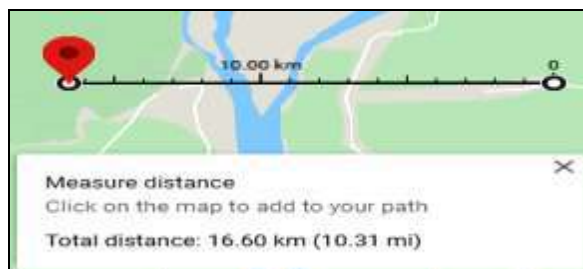 10.00 km 0
Measure distance
Click on the map to add to your path
Total distance: 16.60 km (10.31 mi)